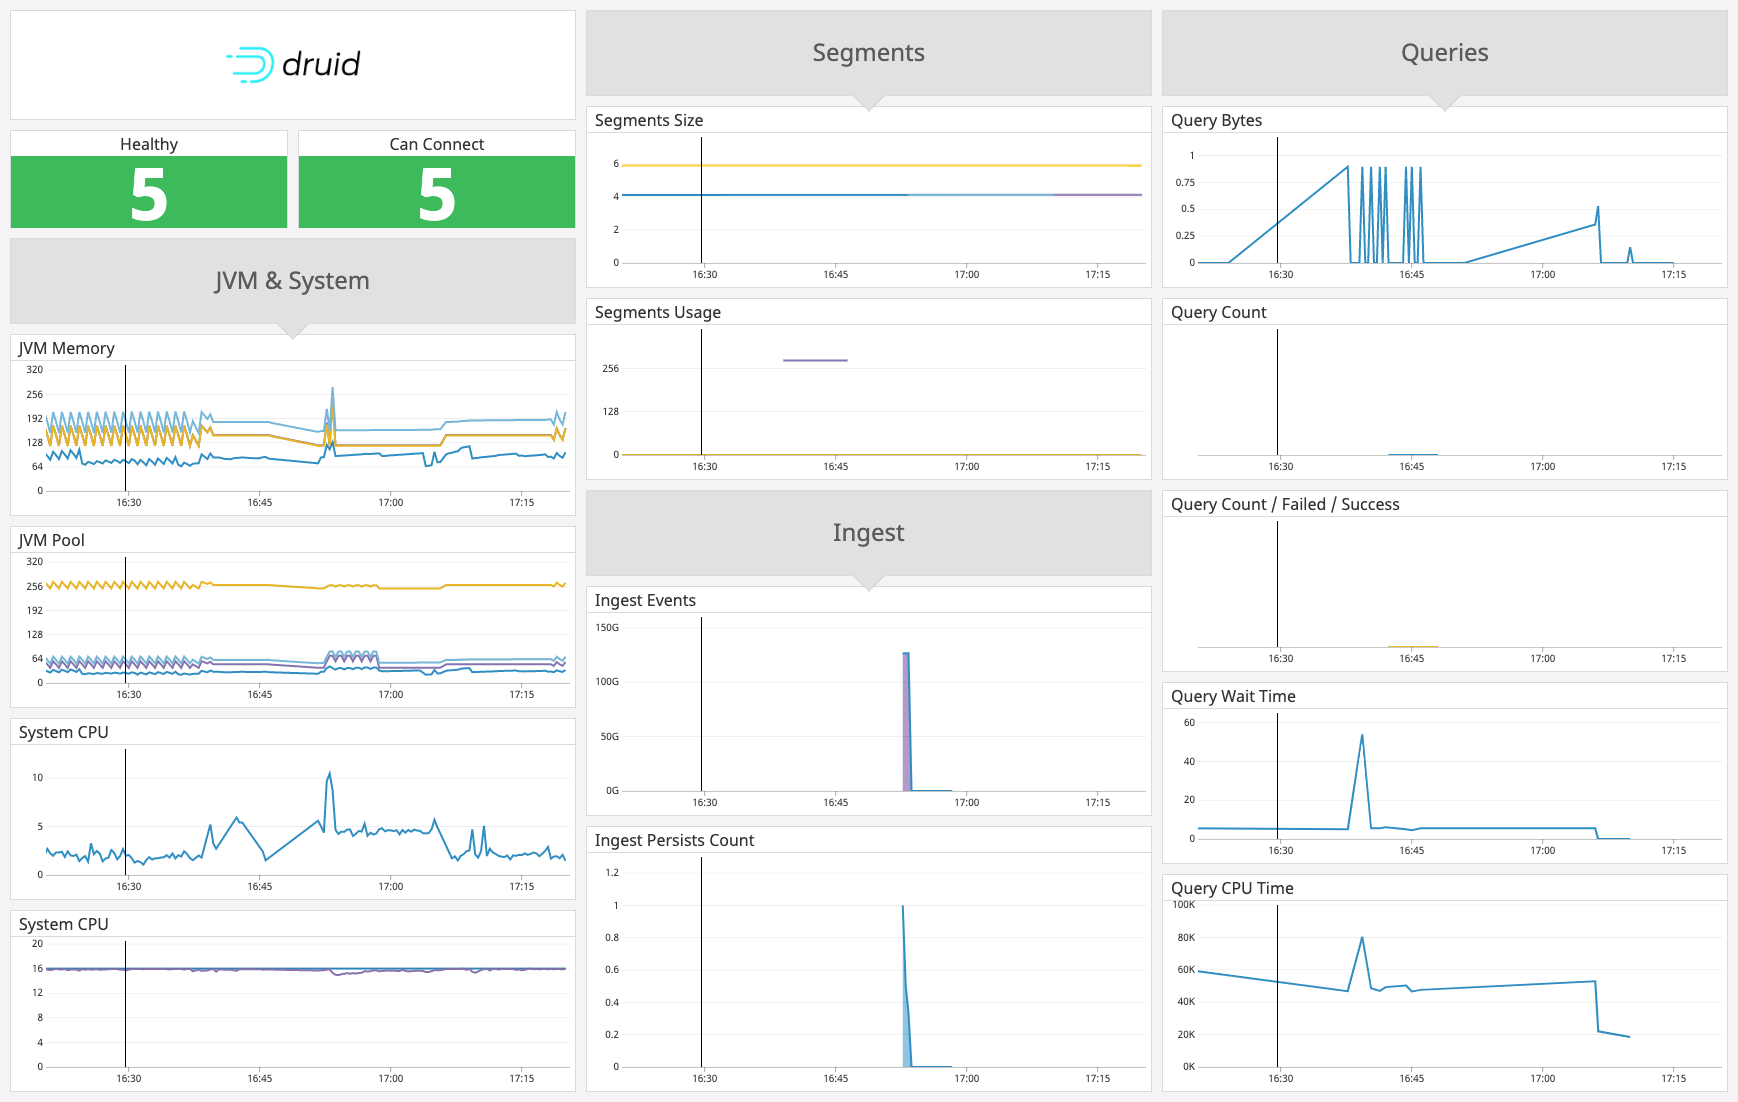 druid
Healthy
5
Can Connect
5
JVM & System
JVM Memory
320
256
192
128
64
0
16:30 16:45 17:00 17:15
JVM Pool
320
256
192
128
64
0
16:30 16:45 17:00 17:15
System CPU
10
5
0
16:30 16:45 17:00 17:15
System CPU
20
16
12
8
4
0
16:30 16:45 17:00 17:15
Segments
Segments Size
6
4
2
0
16:30 16:45 17:00 17:15
Segments Usage
256
128
0
16:30 16:45 17:00 17:15
Ingest
Ingest Events
150G
100G
50G
0G
16:30 16:45 17:00 17:15
Ingest Persists Count
1.2
1
0.8
0.6
0.4
0.2
0
16:30 16:45 17:00 17:15
Queries
Query Bytes
1
0.75
0.5
0.25
0
16:30 16:45 17:00 17:15
Query Count
16:30 16:45 17:00 17:15
Query Count / Failed / Success
16:30 16:45 17:00 17:15
Query Wait Time
60
40
20
0
16:30 16:45 17:00 17:15
Query CPU Time
100K
80K
60K
40K
20K
0K
16:30 16:45 17:00 17:15